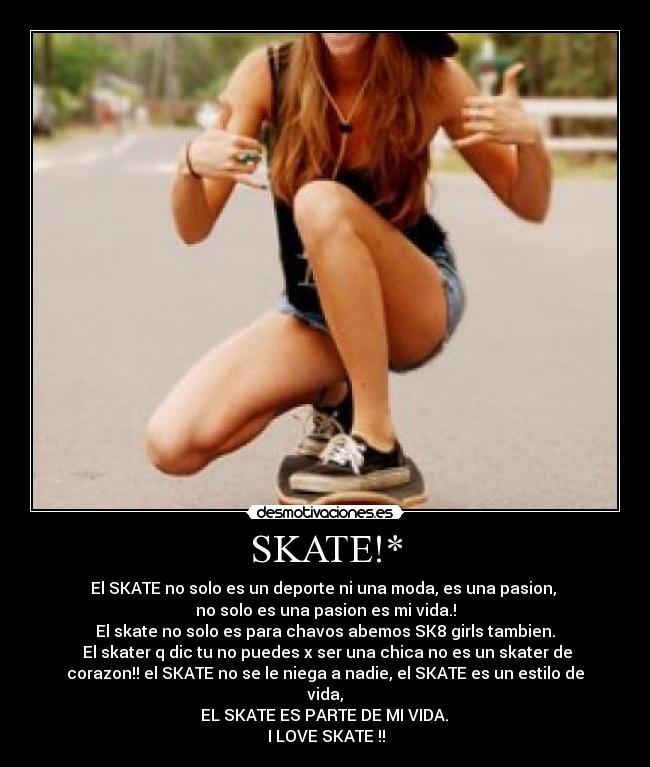 desmotivaciones.es
SKATE!*
El SKATE no solo es un deporte ni una moda, es una pasion,
no solo es una pasion es mi vida.!
El skate no solo es para chavos abemos SK8 girls tambien.
El skater q dic tu no puedes x ser una chica no es un skater de
corazon!! el SKATE no se le niega a nadie, el SKATE es un estilo de
vida,
EL SKATE ES PARTE DE MI VIDA.
I LOVE SKATE !!